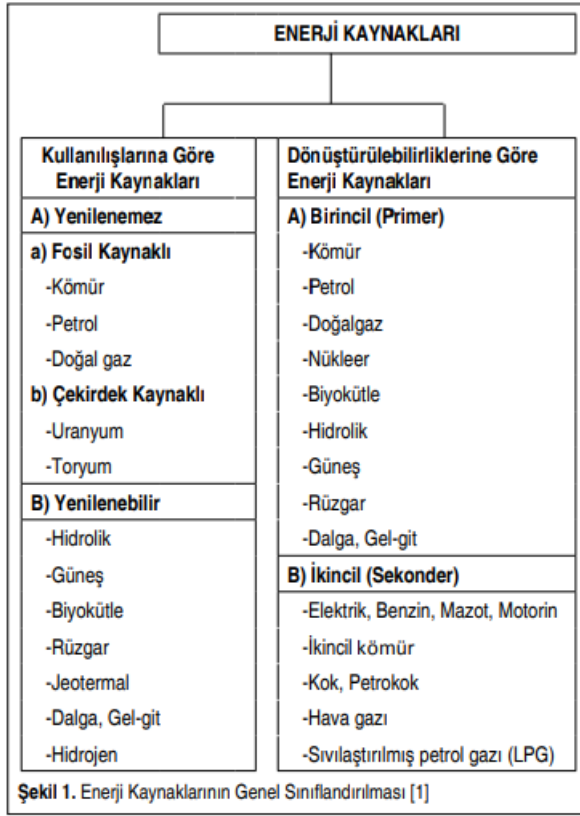 ENERJİ KAYNAKLARI
Kullanılışlarına Göre
Enerji Kaynakları
A) Yenilenemez
a) Fosil Kaynaklı
-Kömür
-Petrol
-Doğal gaz
b) Çekirdek Kaynaklı
-Uranyum
-Toryum
B) Yenilenebilir
-Hidrolik
-Güneş
-Biyokütle
-Rüzgar
-Jeotermal
-Dalga, Gel-git
-Hidrojen
Dönüştürülebilirliklerine Göre
Enerji Kaynakları
A) Birincil (Primer)
-Kömür
-Petrol
-Doğalgaz
-Nükleer
-Biyokütle
-Hidrolik
-Güneş
-Rüzgar
-Dalga, Gel-git
B) İkincil (Sekonder)
-Elektrik, Benzin, Mazot, Motorin
-İkincil kömür
-Kok, Petrokok
-Hava gazı
-Sıvılaştırılmış petrol gazı (LPG)
Şekil 1. Enerji Kaynaklarının Genel Sınıflandırılması [1]